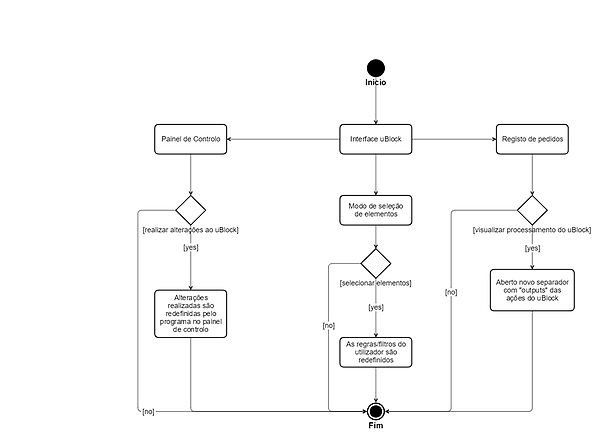 Início
Painel de Controlo
Interface uBlock
Registo de pedidos
Modo de seleção
de elementos
[realizar alterações ao uBlock]
[visualizar processamento do uBlock]
[yes]
[yes]
[selecionar elementos]
Aberto novo separador
com "outputs" das
ações do uBlock
[no]
Alterações
realizadas são
redefinidas pelo
programa no painel
de controlo
[yes]
[no]
As regras/filtros do
utilizador são
redefinidos
[no]
Fim